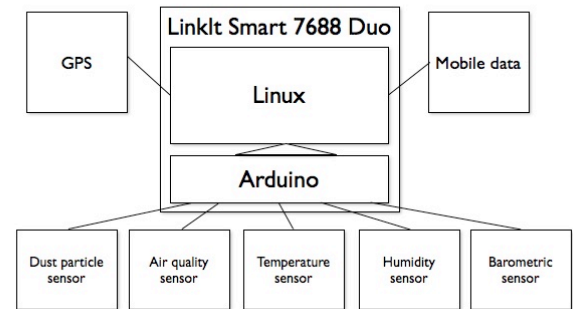 LinkIt Smart 7688 Duo
GPS
Linux
Mobile data
Arduino
Dust particle
sensor
Air quality
sensor
Temperature
sensor
Humidity
sensor
Barometric
sensor